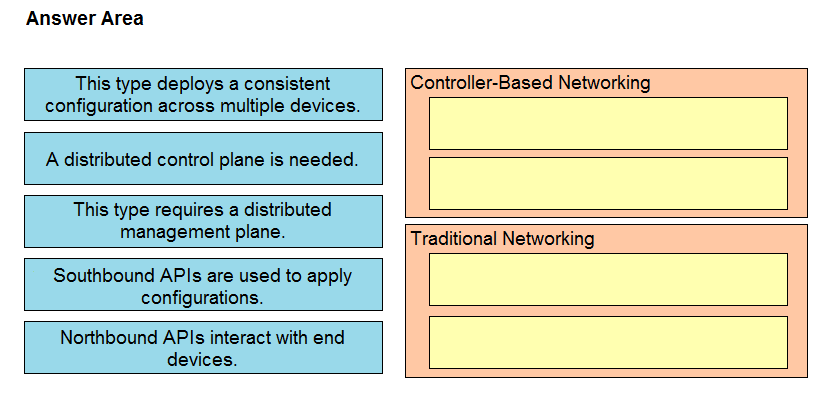 Answer Area
This type deploys a consistent
configuration across multiple devices.
A distributed control plane is needed.
This type requires a distributed
management plane.
Southbound APIs are used to apply
configurations.
Northbound APIs interact with end
devices.
Controller-Based Networking
Traditional Networking